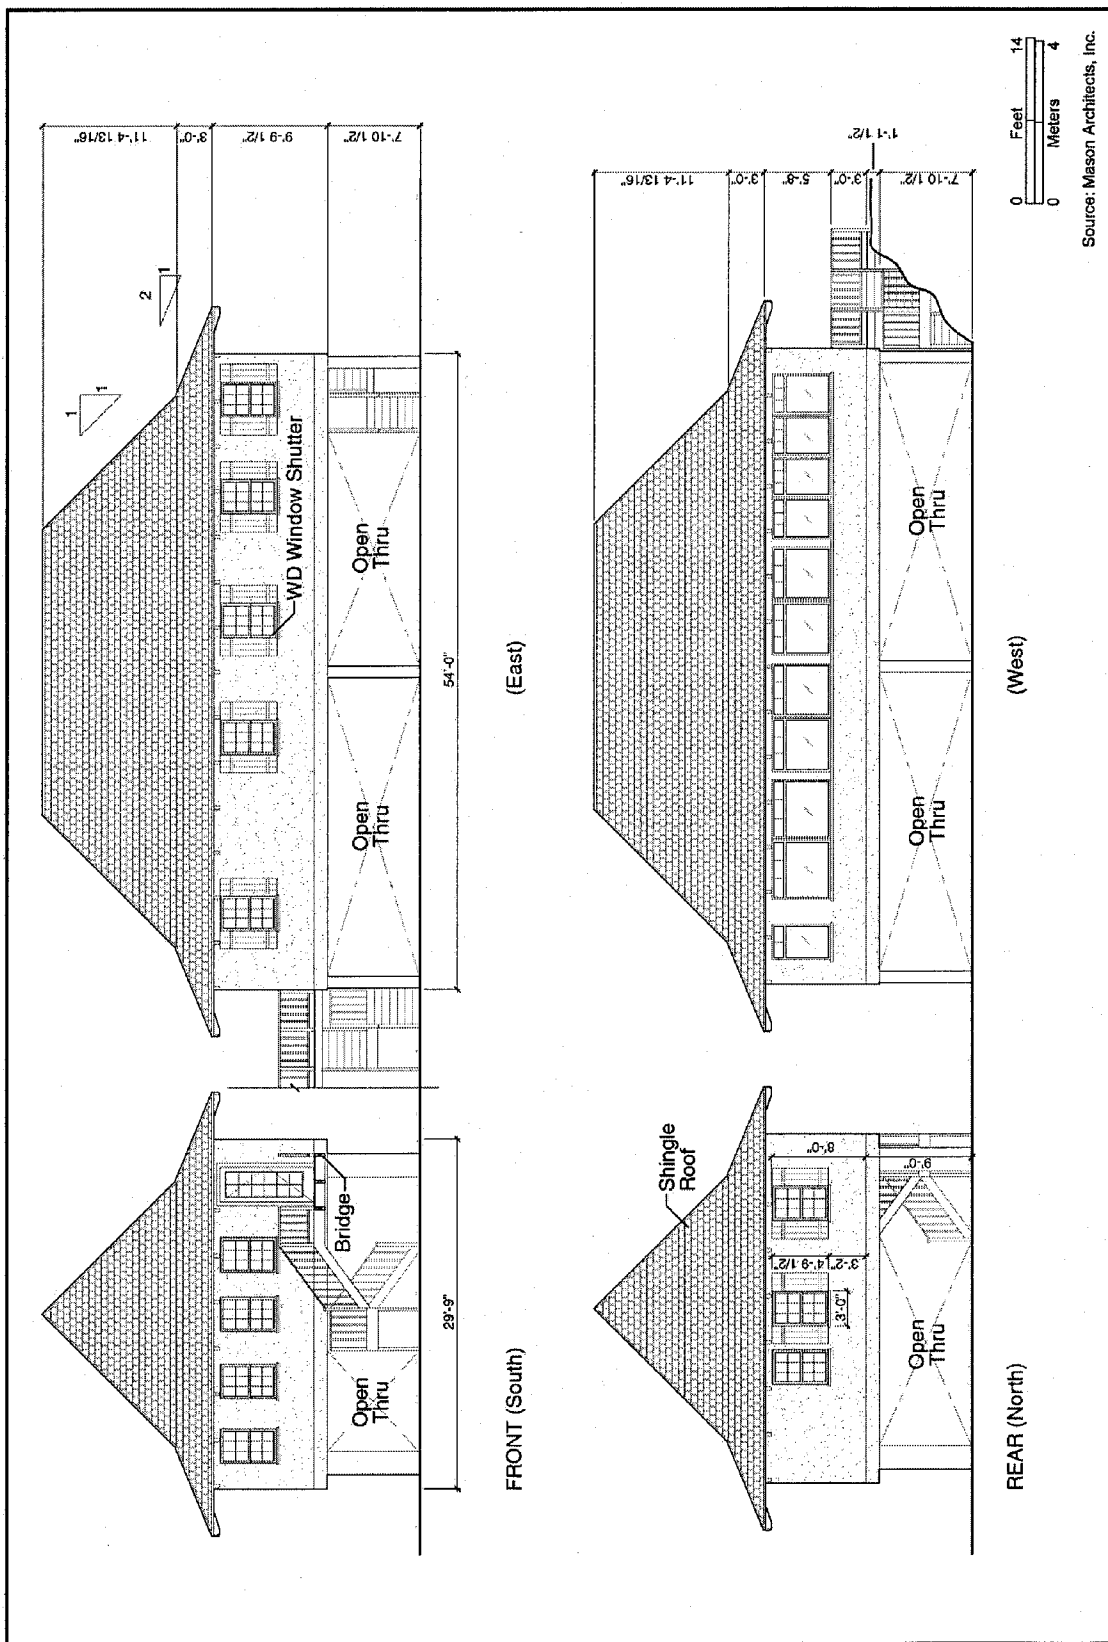 11'-4 13/16"
3'-0"
9'-9 1/2"
7'-10 1/2"
2
1
1
1
WD Window Shutter
Open
Thru
Open
Thru
54'-0"
(East)
Bridge
Open
Thru
29'-9"
FRONT (South)
11'-4 13/16"
3'-0"
5'-8"
3'-0"
1'-1 1/2"
7'-10 1/2"
Open
Thru
Open
Thru
(West)
Shingle
Roof
8'-0"
9'-0"
4'-9 1/2"
3'-2"
3'-0"
Open
Thru
REAR (North)
0 Feet 14
0 Meters 4
Source: Mason Architects, Inc.